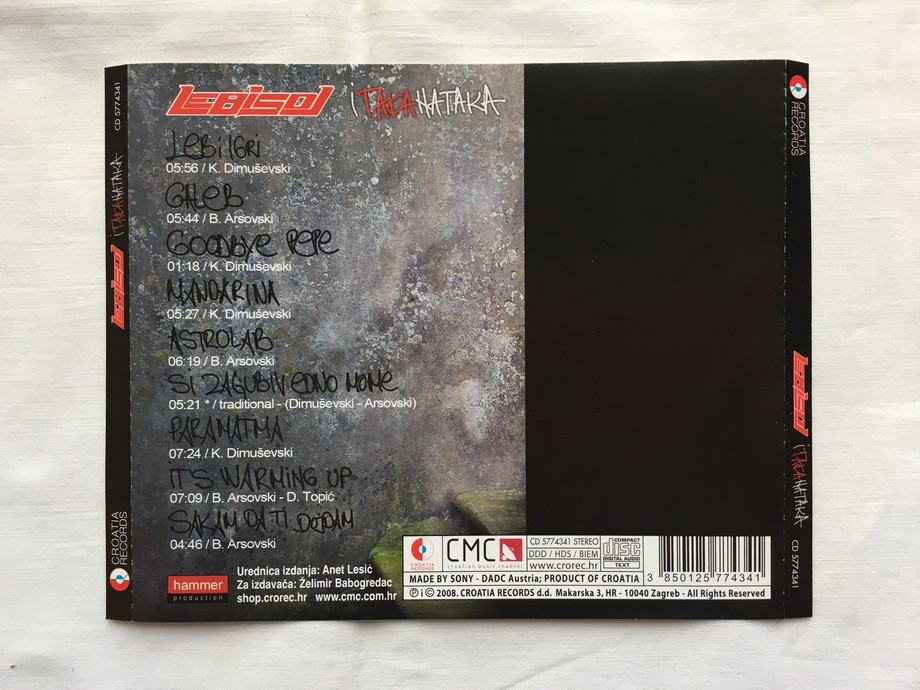 LEB I SOL I TAKA NATAKA
LEB I IGRI
05:56 / K. Dimuševski
GALEB
05:44 / B. Arsovski
GOODBYE PEPE
01:18 / K. Dimuševski
MANDARINA
05:27 / K. Dimuševski
ASTROLAB
06:19 / B. Arsovski
SI ZAGUBIV EDNO MOME
05:21 * / traditional - (Dimuševski - Arsovski)
PARAMATMA
07:24 / K. Dimuševski
IT'S WARMING UP
07:09 / B. Arsovski - D. Topić
SAKAM DA TI DOJDAM
04:46 / B. Arsovski
hammer
production
Urednica izdanja: Anet Lesić
Za izdavača: Želimir Babogredac
shop.crorec.hr www.cmc.com.hr
CROATIA
RECORDS
CMC
croatian music channel
CD 5774341 STEREO
DDD / HDS / BIEM
www.crorec.hr
COMPACT
disc
DIGITAL AUDIO
TEXT
MADE BY SONY - DADC Austria; PRODUCT OF CROATIA
3 850125 774341
Ⓟ i © 2008. CROATIA RECORDS d.d. Makarska 3, HR - 10040 Zagreb - All Rights Reserved
CD 5774341
I TAKA NATAKA
LEB I SOL
CROATIA
RECORDS
CROATIA
RECORDS
LEB I SOL
I TAKA NATAKA
CD 5774341